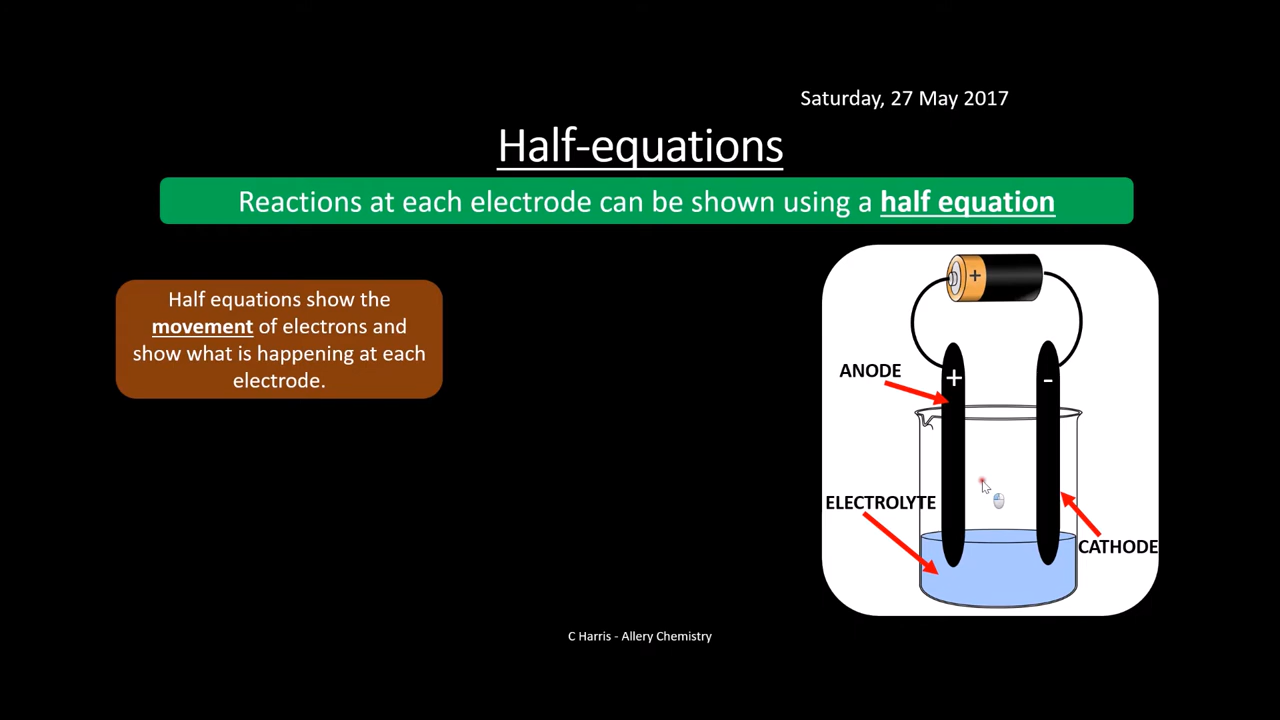 Saturday, 27 May 2017
Half-equations
Reactions at each electrode can be shown using a half equation
Half equations show the
movement of electrons and
show what is happening at each
electrode.
+
ANODE
+
-
ELECTROLYTE
CATHODE
C Harris - Allery Chemistry